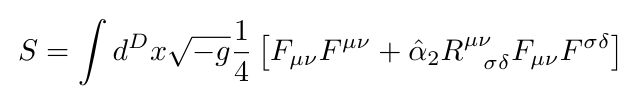 $S = \int d^D x \sqrt{-g} \frac{1}{4} \left[ F_{\mu\nu} F^{\mu\nu} + \hat{\alpha}_2 R^{\mu\nu}{}_{\sigma\delta} F_{\mu\nu} F^{\sigma\delta} \right]$